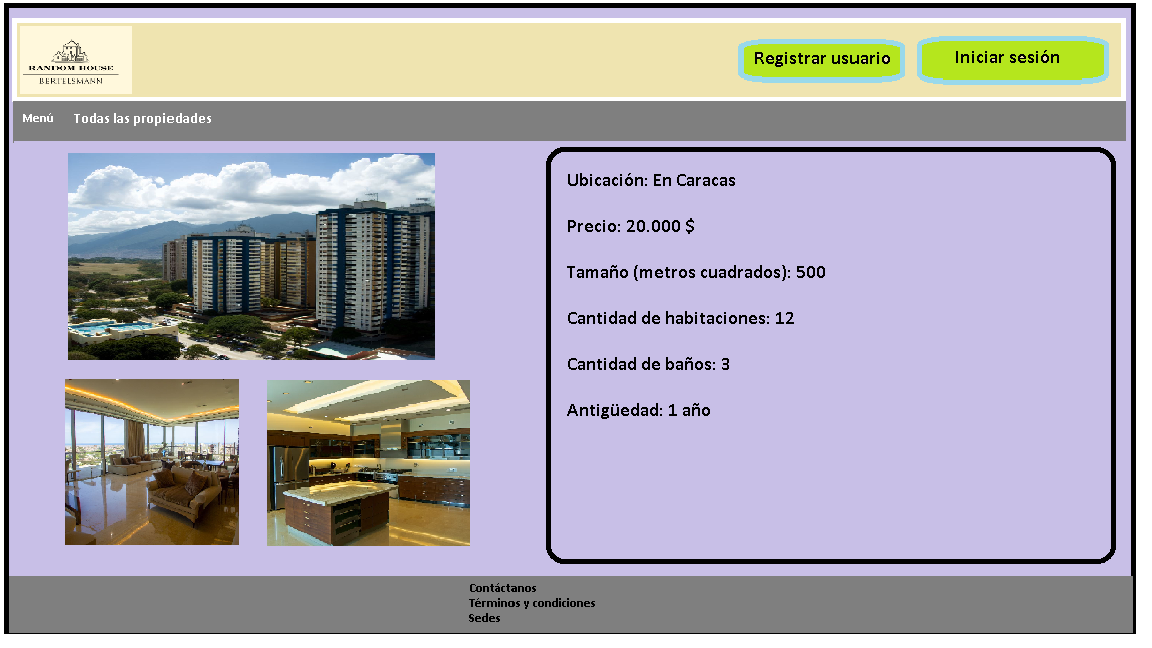 RANDOM HOUSE
BERTELSMANN
Registrar usuario
Iniciar sesión
Menú
Todas las propiedades
Ubicación: En Caracas
Precio: 20.000 $
Tamaño (metros cuadrados): 500
Cantidad de habitaciones: 12
Cantidad de baños: 3
Antigüedad: 1 año
Contáctanos
Términos y condiciones
Sedes